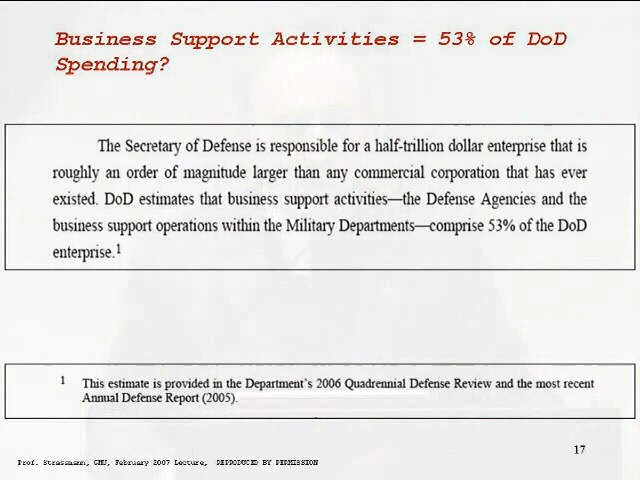 Business Support Activities = 53% of DoD
Spending?
The Secretary of Defense is responsible for a half-trillion dollar enterprise that is
roughly an order of magnitude larger than any commercial corporation that has ever
existed. DoD estimates that business support activities—the Defense Agencies and the
business support operations within the Military Departments—comprise 53% of the DoD
enterprise.1
1 This estimate is provided in the Department's 2006 Quadrennial Defense Review and the most recent
Annual Defense Report (2005).
17
Prof. Strassmann, GMU, February 2007 Lecture, REPRODUCED BY PERMISSION